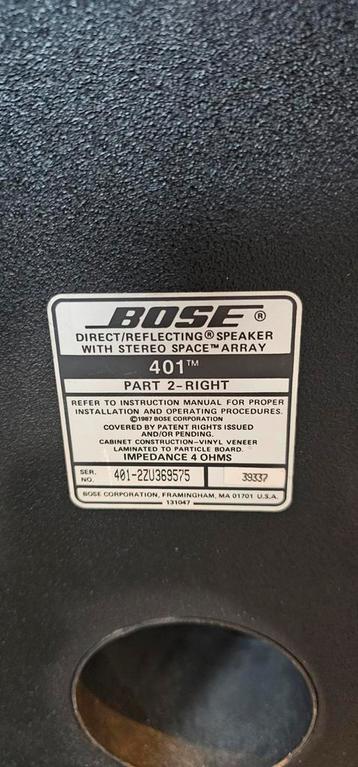 BOSE®
DIRECT/REFLECTING® SPEAKER
WITH STEREO SPACE™ ARRAY
401™
PART 2-RIGHT
REFER TO INSTRUCTION MANUAL FOR PROPER
INSTALLATION AND OPERATING PROCEDURES.
©1987 BOSE CORPORATION
COVERED BY PATENT RIGHTS ISSUED
AND/OR PENDING.
CABINET CONSTRUCTION-VINYL VENEER
LAMINATED TO PARTICLE BOARD.
IMPEDANCE 4 OHMS
SER. NO. 401-2ZU369575 39337
BOSE CORPORATION, FRAMINGHAM, MA 01701 U.S.A.
131047